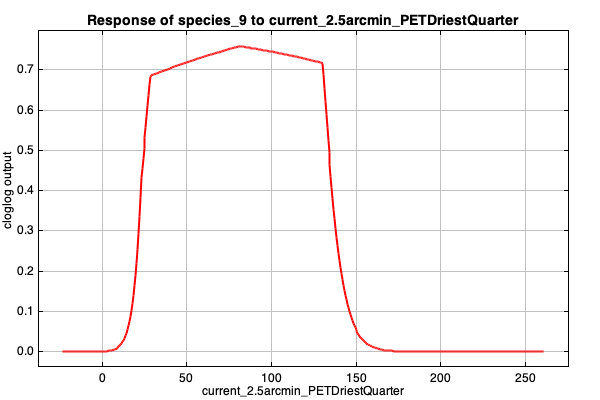 Response of species_9 to current_2.5arcmin_PETDriestQuarter
0.7
0.6
0.5
0.4
0.3
0.2
0.1
0.0
cloglog output
0 50 100 150 200 250
current_2.5arcmin_PETDriestQuarter